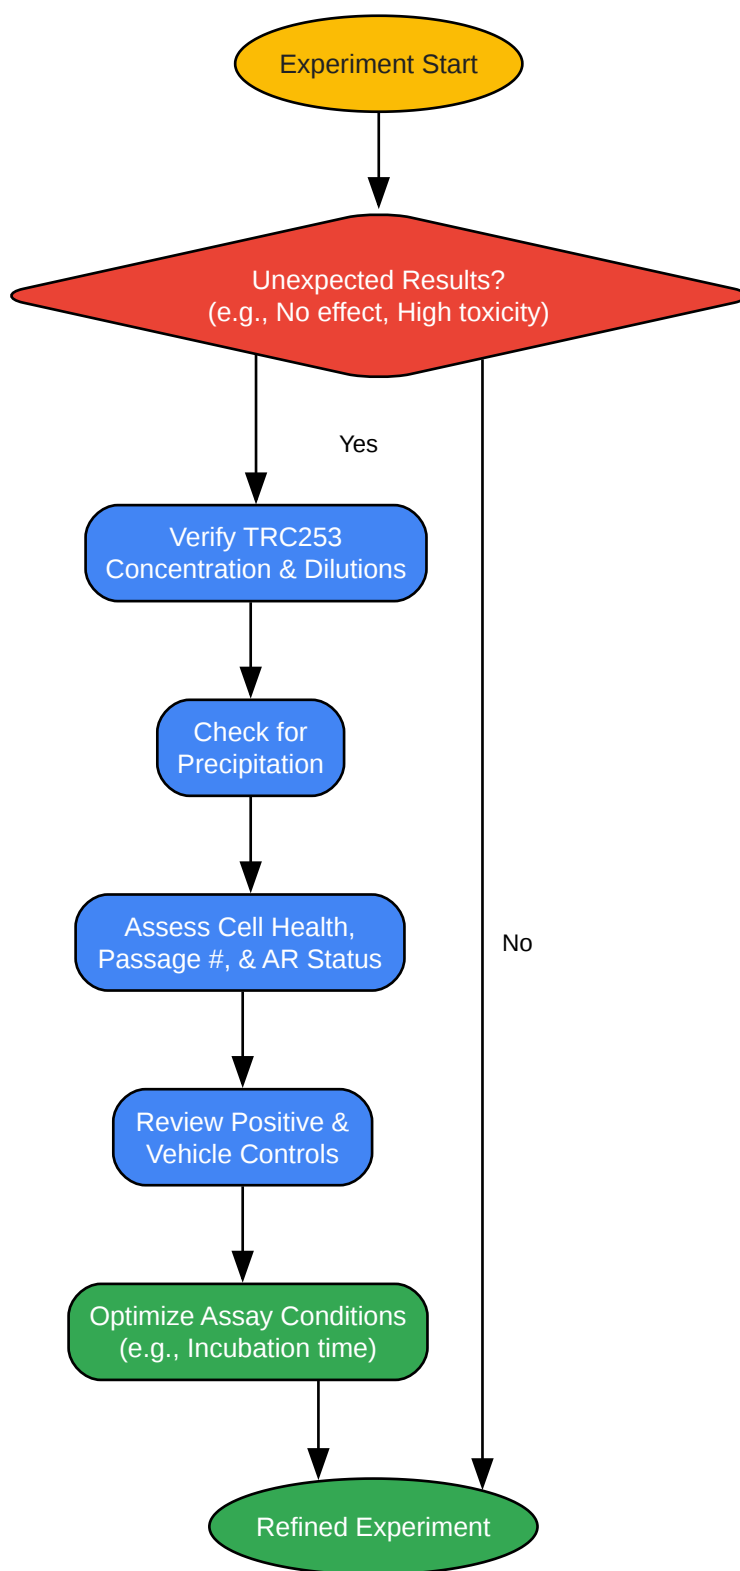 Experiment Start
Unexpected Results?
(e.g., No effect, High toxicity)
Yes
Verify TRC253
Concentration & Dilutions
Check for
Precipitation
Assess Cell Health,
Passage #, & AR Status
No
Review Positive &
Vehicle Controls
Optimize Assay Conditions
(e.g., Incubation time)
Refined Experiment